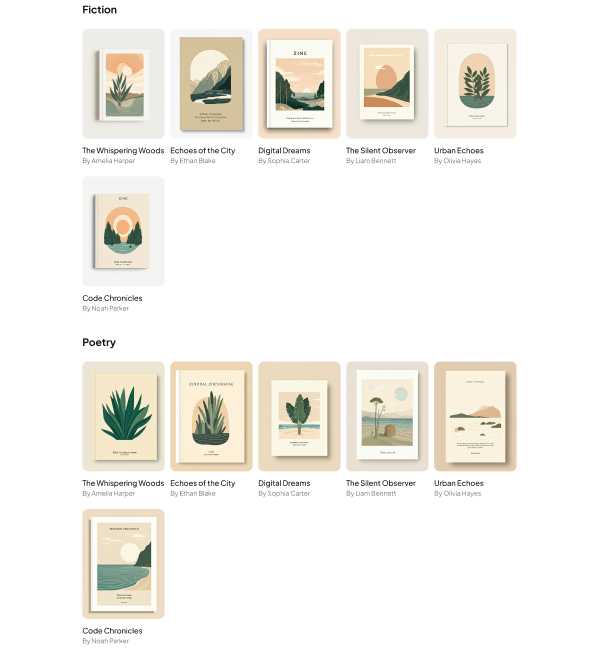 Fiction
ZINE
The Whispering Woods
By Amelia Harper
Echoes of the City
By Ethan Blake
Digital Dreams
By Sophia Carter
The Silent Observer
By Liam Bennett
Urban Echoes
By Olivia Hayes
ZINE
Code Chronicles
By Noah Parker
Poetry
The Whispering Woods
By Amelia Harper
Echoes of the City
By Ethan Blake
Digital Dreams
By Sophia Carter
The Silent Observer
By Liam Bennett
Urban Echoes
By Olivia Hayes
Code Chronicles
By Noah Parker